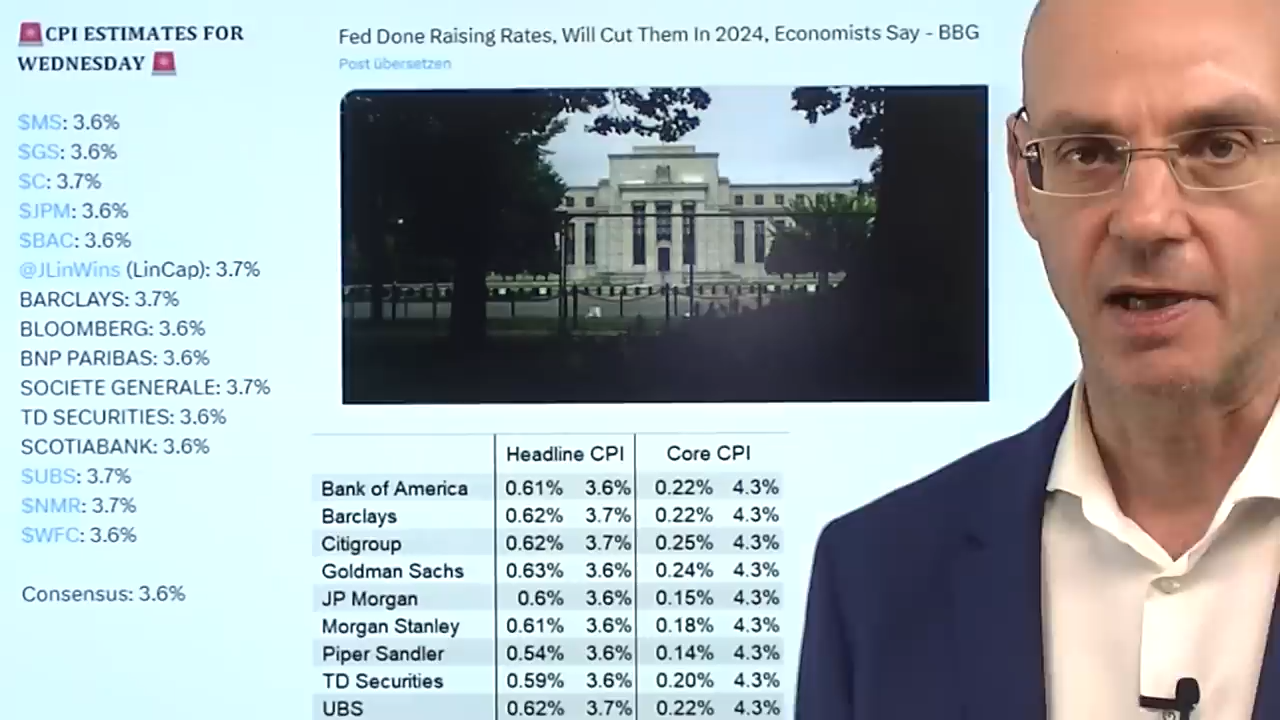 🚨CPI ESTIMATES FOR
WEDNESDAY 🚨
$MS: 3.6%
$GS: 3.6%
$C: 3.7%
$JPM: 3.6%
$BAC: 3.6%
@JLinWins (LinCap): 3.7%
BARCLAYS: 3.7%
BLOOMBERG: 3.6%
BNP PARIBAS: 3.6%
SOCIETE GENERALE: 3.7%
TD SECURITIES: 3.6%
SCOTIABANK: 3.6%
$UBS: 3.7%
$NMR: 3.7%
$WFC: 3.6%
Consensus: 3.6%
Fed Done Raising Rates, Will Cut Them In 2024, Economists Say - BBG
Post übersetzen
Headline CPI Core CPI
Bank of America 0.61% 3.6% 0.22% 4.3%
Barclays 0.62% 3.7% 0.22% 4.3%
Citigroup 0.62% 3.7% 0.25% 4.3%
Goldman Sachs 0.63% 3.6% 0.24% 4.3%
JP Morgan 0.6% 3.6% 0.15% 4.3%
Morgan Stanley 0.61% 3.6% 0.18% 4.3%
Piper Sandler 0.54% 3.6% 0.14% 4.3%
TD Securities 0.59% 3.6% 0.20% 4.3%
UBS 0.62% 3.7% 0.22% 4.3%